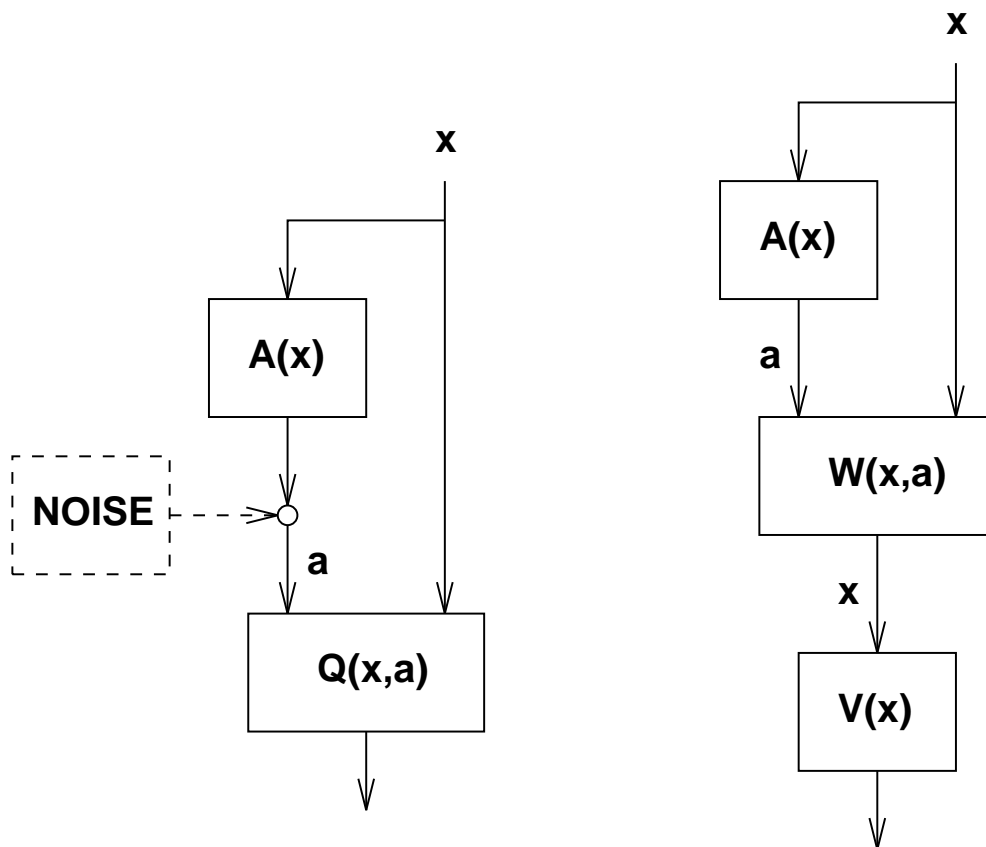 x
A(x)
NOISE
a
Q(x,a)
x
A(x)
a
W(x,a)
x
V(x)